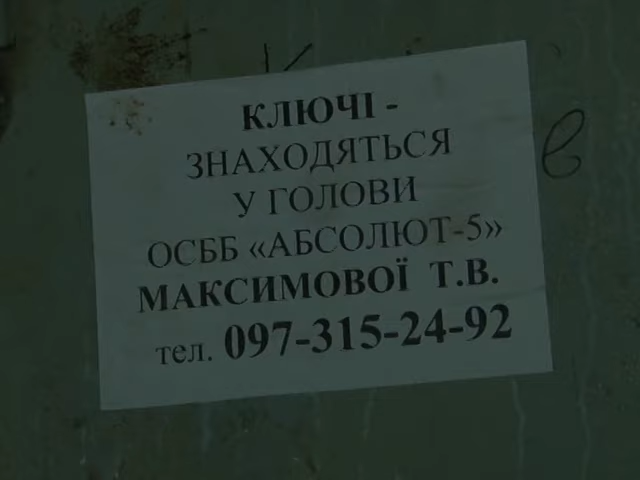 КЛЮЧІ -
ЗНАХОДЯТЬСЯ
У ГОЛОВИ
ОСББ «АБСОЛЮТ-5»
МАКСИМОВОЇ Т.В.
тел. 097-315-24-92